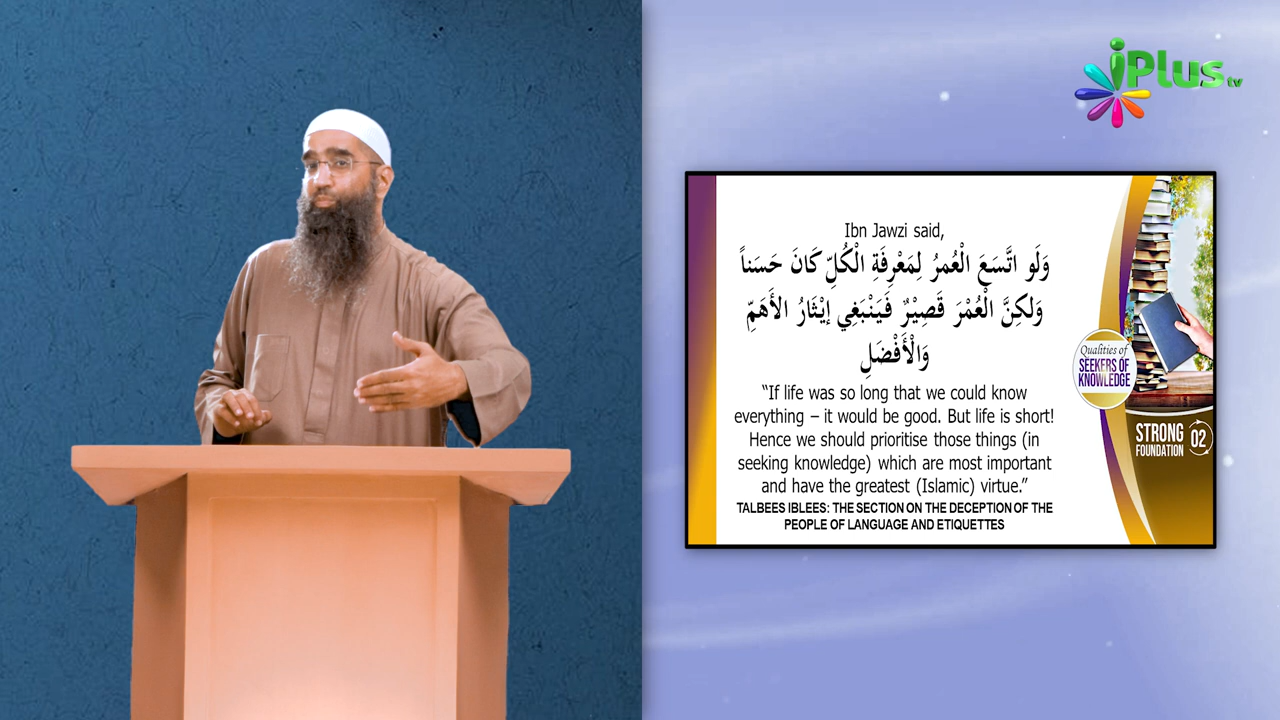 iPlus tv
Ibn Jawzi said,
وَلَو اتَّسَعَ الْعُمرُ لِمَعْرِفَةِ الْكُلِّ كَانَ حَسَناً
وَلكِنَّ الْعُمْرَ قَصِيْرٌ فَيَنْبَغِي إيْثَارُ الأَهَمِّ
وَالْأَفْضَلِ
“If life was so long that we could know
everything – it would be good. But life is short!
Hence we should prioritise those things (in
seeking knowledge) which are most important
and have the greatest (Islamic) virtue.”
TALBEES IBLEES: THE SECTION ON THE DECEPTION OF THE
PEOPLE OF LANGUAGE AND ETIQUETTES
Qualities of
SEEKERS OF
KNOWLEDGE
STRONG
FOUNDATION
02